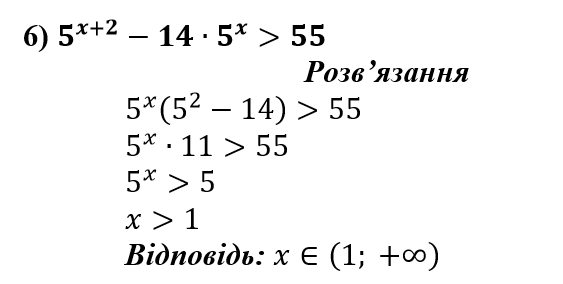 6) 5^{x+2} − 14 · 5^x > 55
Розв’язання
5^x(5^2 − 14) > 55
5^x · 11 > 55
5^x > 5
x > 1
Відповідь: x ∈ (1; +∞)